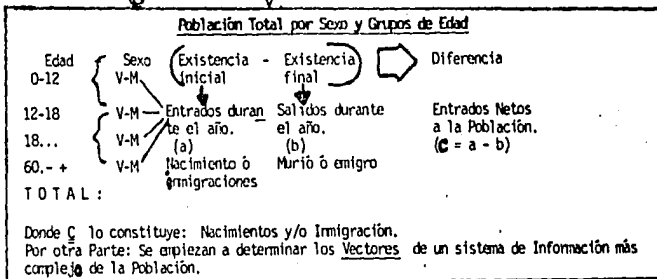 Población Total por Sexo y Grupos de Edad
Edad Sexo Existencia - Existencia Diferencia
0-12 V-M inicial final
12-18 V-M Entrados duran Salidos durante Entrados Netos
18... V-M te el año. el año. a la Población.
(a) (b) (C = a - b)
60.- + V-M Nacimiento ó Murió ó emigro
inmigraciones
T O T A L :
Donde C lo constituye: Nacimientos y/o Inmigración.
Por otra Parte: Se empiezan a determinar los Vectores de un sistema de Información más
compleja de la Población.